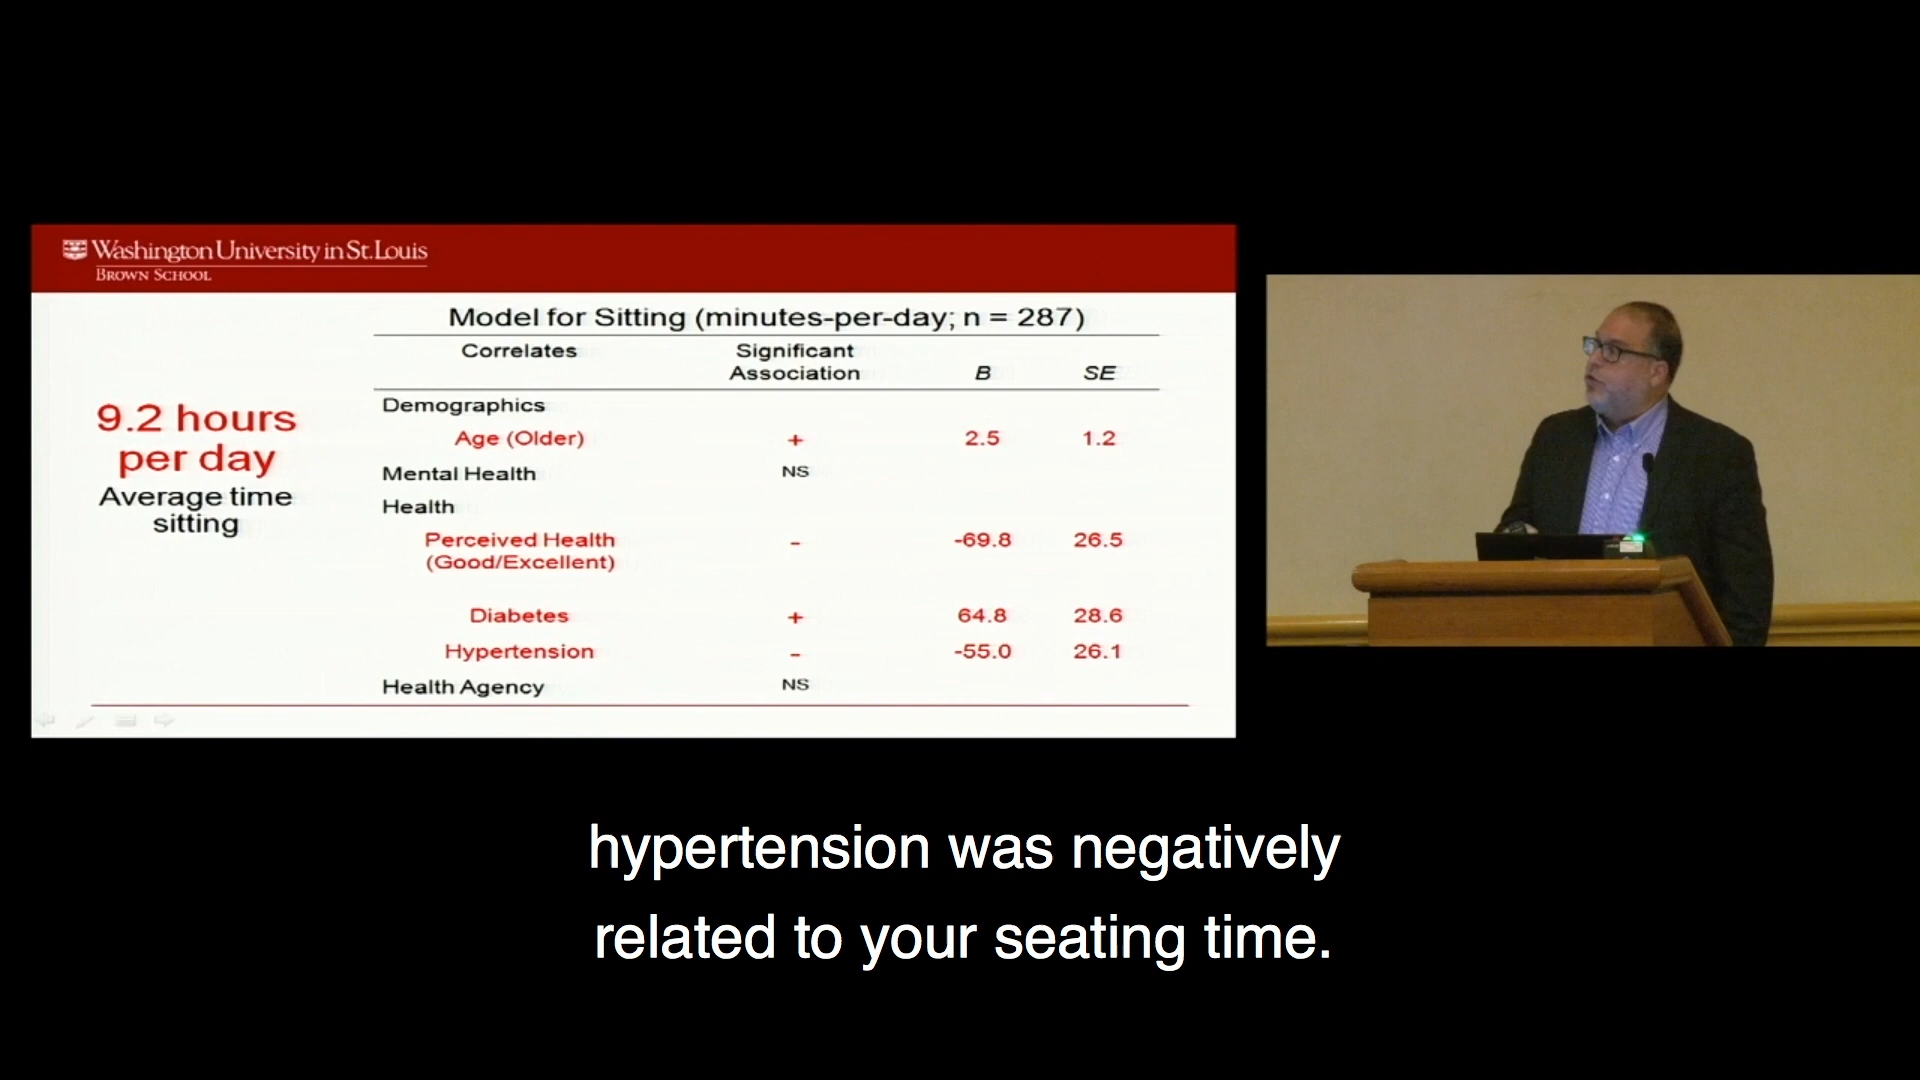 Washington University in St. Louis
BROWN SCHOOL
Model for Sitting (minutes-per-day; n = 287)
Correlates Significant Association B SE
9.2 hours
per day
Average time
sitting
Demographics
Age (Older) + 2.5 1.2
Mental Health NS
Health
Perceived Health - -69.8 26.5
(Good/Excellent)
Diabetes + 64.8 28.6
Hypertension - -55.0 26.1
Health Agency NS
hypertension was negatively
related to your seating time.